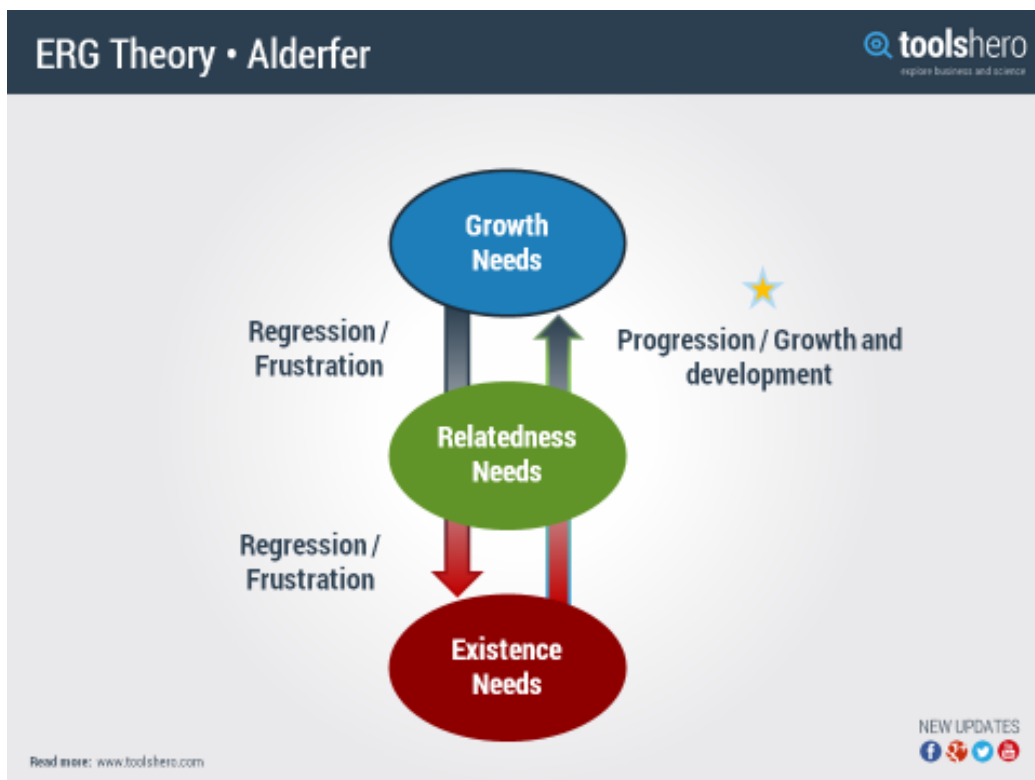 ERG Theory • Alderfer
toolshero
explore business and science
Growth
Needs
Regression /
Frustration
Progression / Growth and
development
Relatedness
Needs
Regression /
Frustration
Existence
Needs
NEW UPDATES
Read more: www.toolshero.com